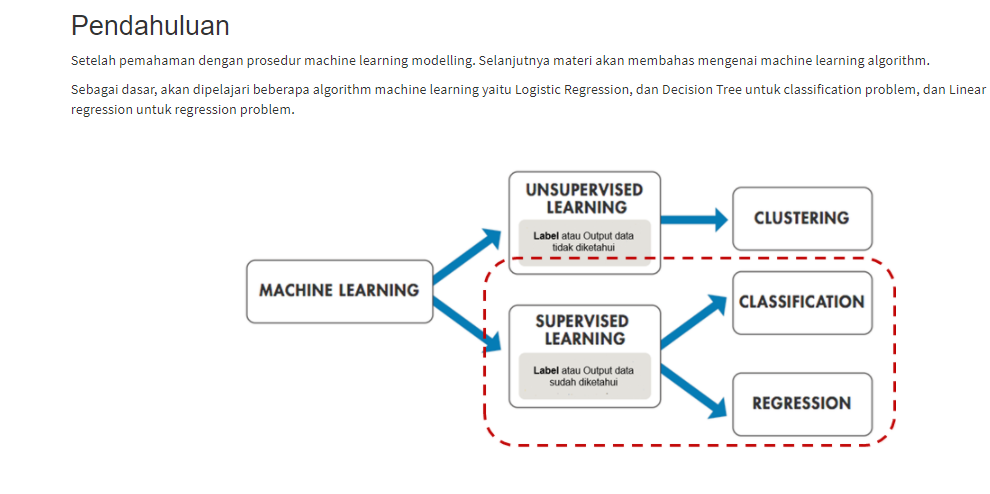 Pendahuluan
Setelah pemahaman dengan prosedur machine learning modelling. Selanjutnya materi akan membahas mengenai machine learning algorithm.
Sebagai dasar, akan dipelajari beberapa algorithm machine learning yaitu Logistic Regression, dan Decision Tree untuk classification problem, dan Linear
regression untuk regression problem.
UNSUPERVISED
LEARNING
Label atau Output data
tidak diketahui
CLUSTERING
MACHINE LEARNING
SUPERVISED
LEARNING
Label atau Output data
sudah diketahui
CLASSIFICATION
REGRESSION